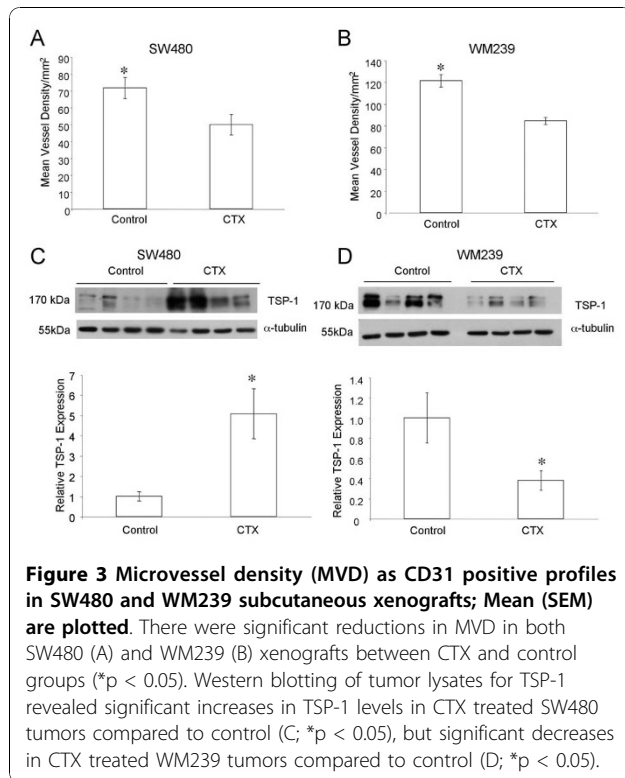 A
SW480
Mean Vessel Density/mm²
90
80
70
60
50
40
30
20
10
0
*
Control
CTX
B
WM239
Mean Vessel Density/mm²
140
120
100
80
60
40
20
0
*
Control
CTX
C
SW480
Control
CTX
170 kDa
TSP-1
55kDa
α-tubulin
Relative TSP-1 Expression
7
6
5
4
3
2
1
0
*
Control
CTX
D
WM239
Control
CTX
170 kDa
TSP-1
55kDa
α-tubulin
Relative TSP-1 Expression
1.4
1.2
1.0
0.8
0.6
0.4
0.2
0
*
Control
CTX
Figure 3 Microvessel density (MVD) as CD31 positive profiles
in SW480 and WM239 subcutaneous xenografts; Mean (SEM)
are plotted. There were significant reductions in MVD in both
SW480 (A) and WM239 (B) xenografts between CTX and control
groups (*p < 0.05). Western blotting of tumor lysates for TSP-1
revealed significant increases in TSP-1 levels in CTX treated SW480
tumors compared to control (C; *p < 0.05), but significant decreases
in CTX treated WM239 tumors compared to control (D; *p < 0.05).